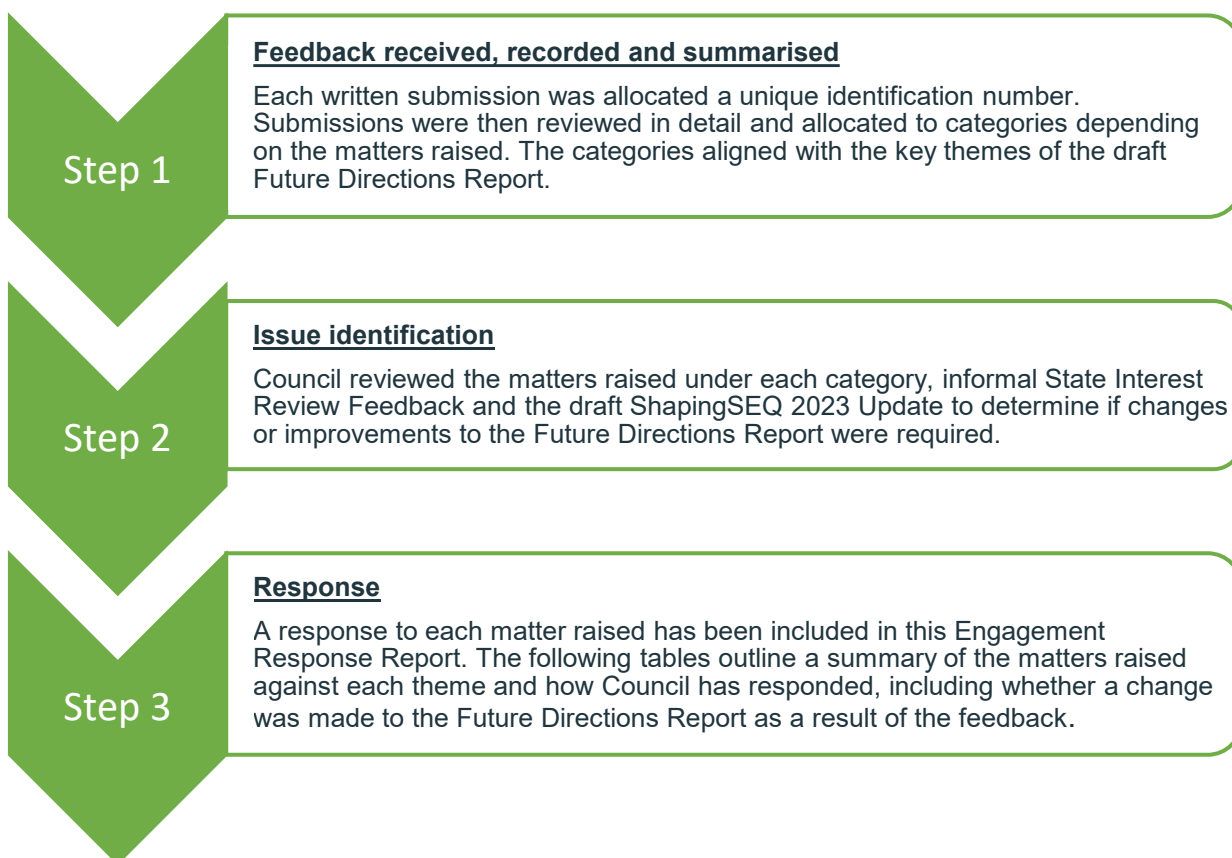 Step 1
Feedback received, recorded and summarised
Each written submission was allocated a unique identification number.
Submissions were then reviewed in detail and allocated to categories depending
on the matters raised. The categories aligned with the key themes of the draft
Future Directions Report.
Step 2
Issue identification
Council reviewed the matters raised under each category, informal State Interest
Review Feedback and the draft ShapingSEQ 2023 Update to determine if changes
or improvements to the Future Directions Report were required.
Step 3
Response
A response to each matter raised has been included in this Engagement
Response Report. The following tables outline a summary of the matters raised
against each theme and how Council has responded, including whether a change
was made to the Future Directions Report as a result of the feedback.